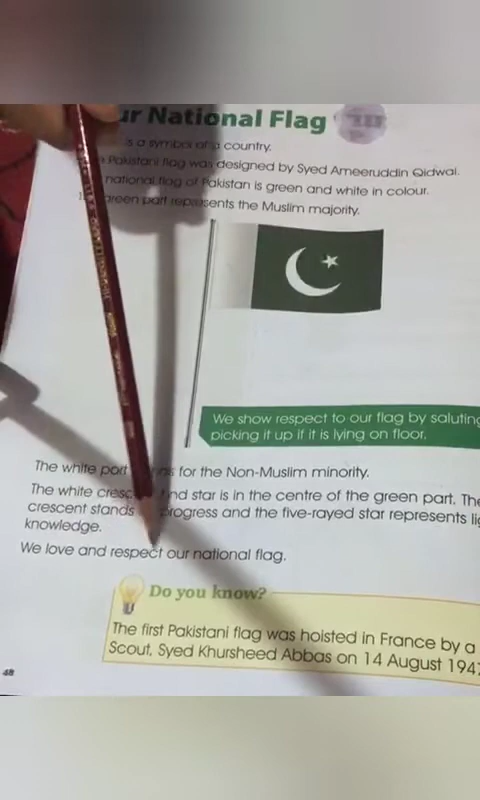 ur National Flag
is a symbol of a country.
Pakistani flag was designed by Syed Ameeruddin Qidwai.
national flag of Pakistan is green and white in colour.
green part represents the Muslim majority.
We show respect to our flag by saluting
picking it up if it is lying on floor.
The white for the Non-Muslim minority.
The white and star is in the centre of the green part. The
crescent stands progress and the five-rayed star represents
knowledge.
We love and respect our national flag.
Do you know?
The first Pakistani flag was hoisted in France by a
Scout, Syed Khursheed Abbas on 14 August 1947
48